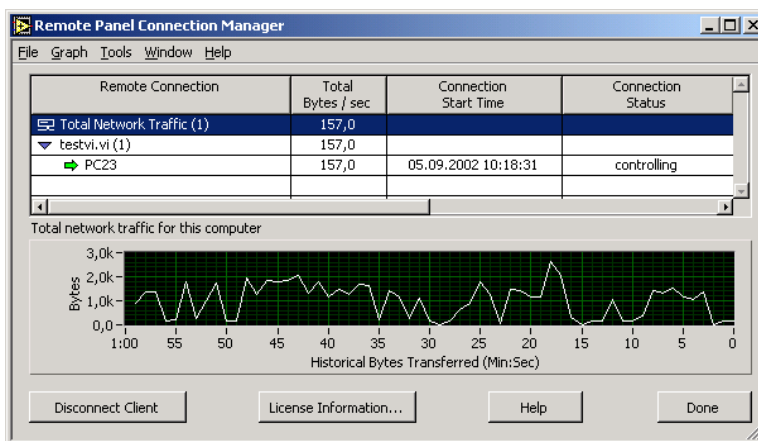 Remote Panel Connection Manager
File Graph Tools Window Help
Remote Connection Total Bytes / sec Connection Start Time Connection Status
Total Network Traffic (1) 157,0
testvi.vi (1) 157,0
PC23 157,0 05.09.2002 10:18:31 controlling
Total network traffic for this computer
3,0k
2,0k
1,0k
0,0
Bytes
1:00 55 50 45 40 35 30 25 20 15 10 5 0
Historical Bytes Transferred (Min:Sec)
Disconnect Client License Information... Help Done